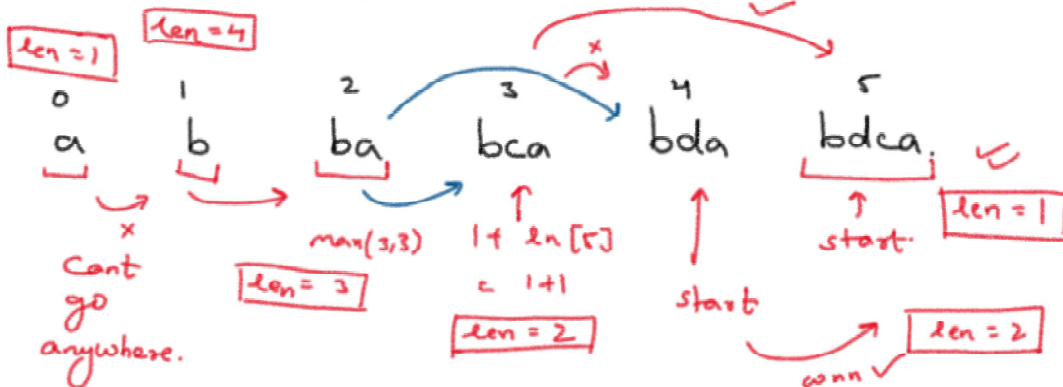 len = 1
len = 4
0 1 2 3 4 5
a b ba bca bda bdca.
x
x
Cant
go
anywhere.
max(3,3)
len = 3
1 + ln [5]
= 1+1
len = 2
start
start.
len = 1
conn ✓
len = 2